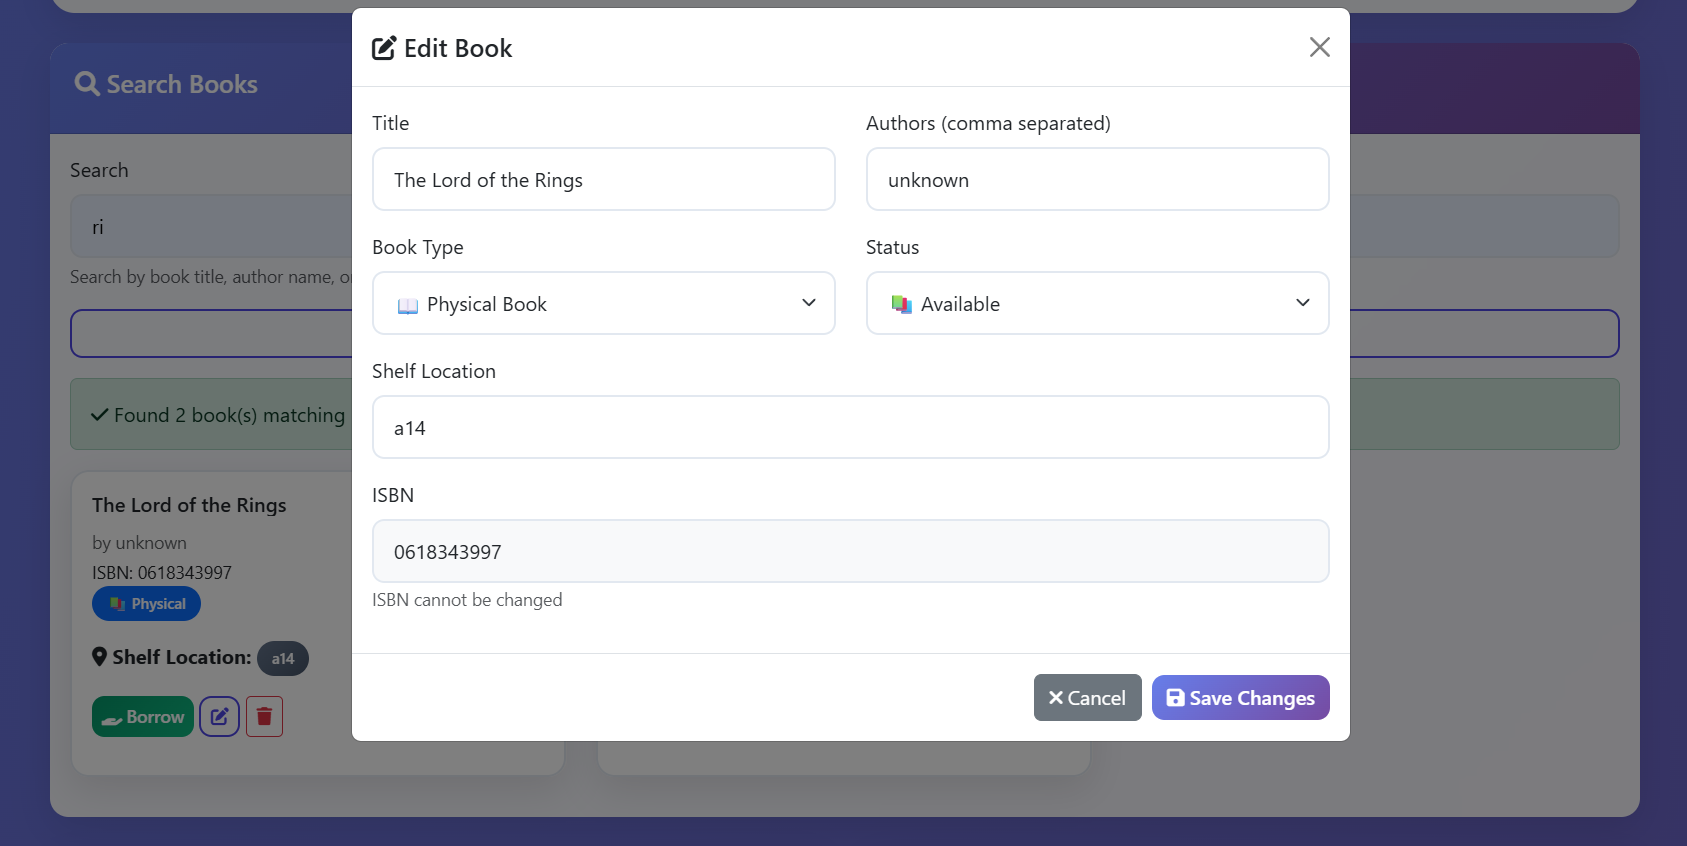 Edit Book
Search Books
Title
Authors (comma separated)
The Lord of the Rings
unknown
Book Type
Status
Physical Book
Available
Shelf Location
a14
ISBN
0618343997
ISBN cannot be changed
Cancel
Save Changes
Search
ri
Search by book title, author name, o
Found 2 book(s) matching
The Lord of the Rings
by unknown
ISBN: 0618343997
Physical
Shelf Location: a14
Borrow